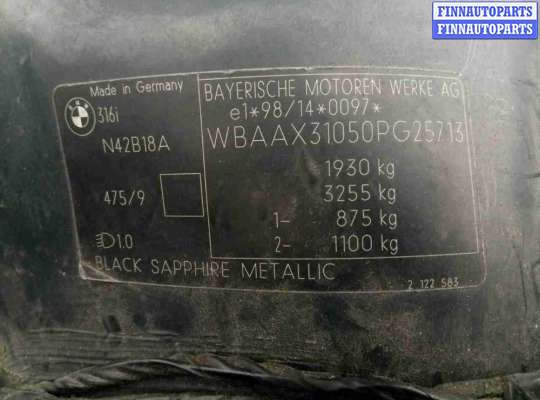 FINNAUTOPARTS
FINNAUTOPARTS
Made in Germany
BMW
316i
N42B18A
475/9
1.0
BAYERISCHE MOTOREN WERKE AG
e1*98/14*0097*
WBAAX31050PG25713
1930 kg
3255 kg
1- 875 kg
2- 1100 kg
BLACK SAPPHIRE METALLIC
2 122 583